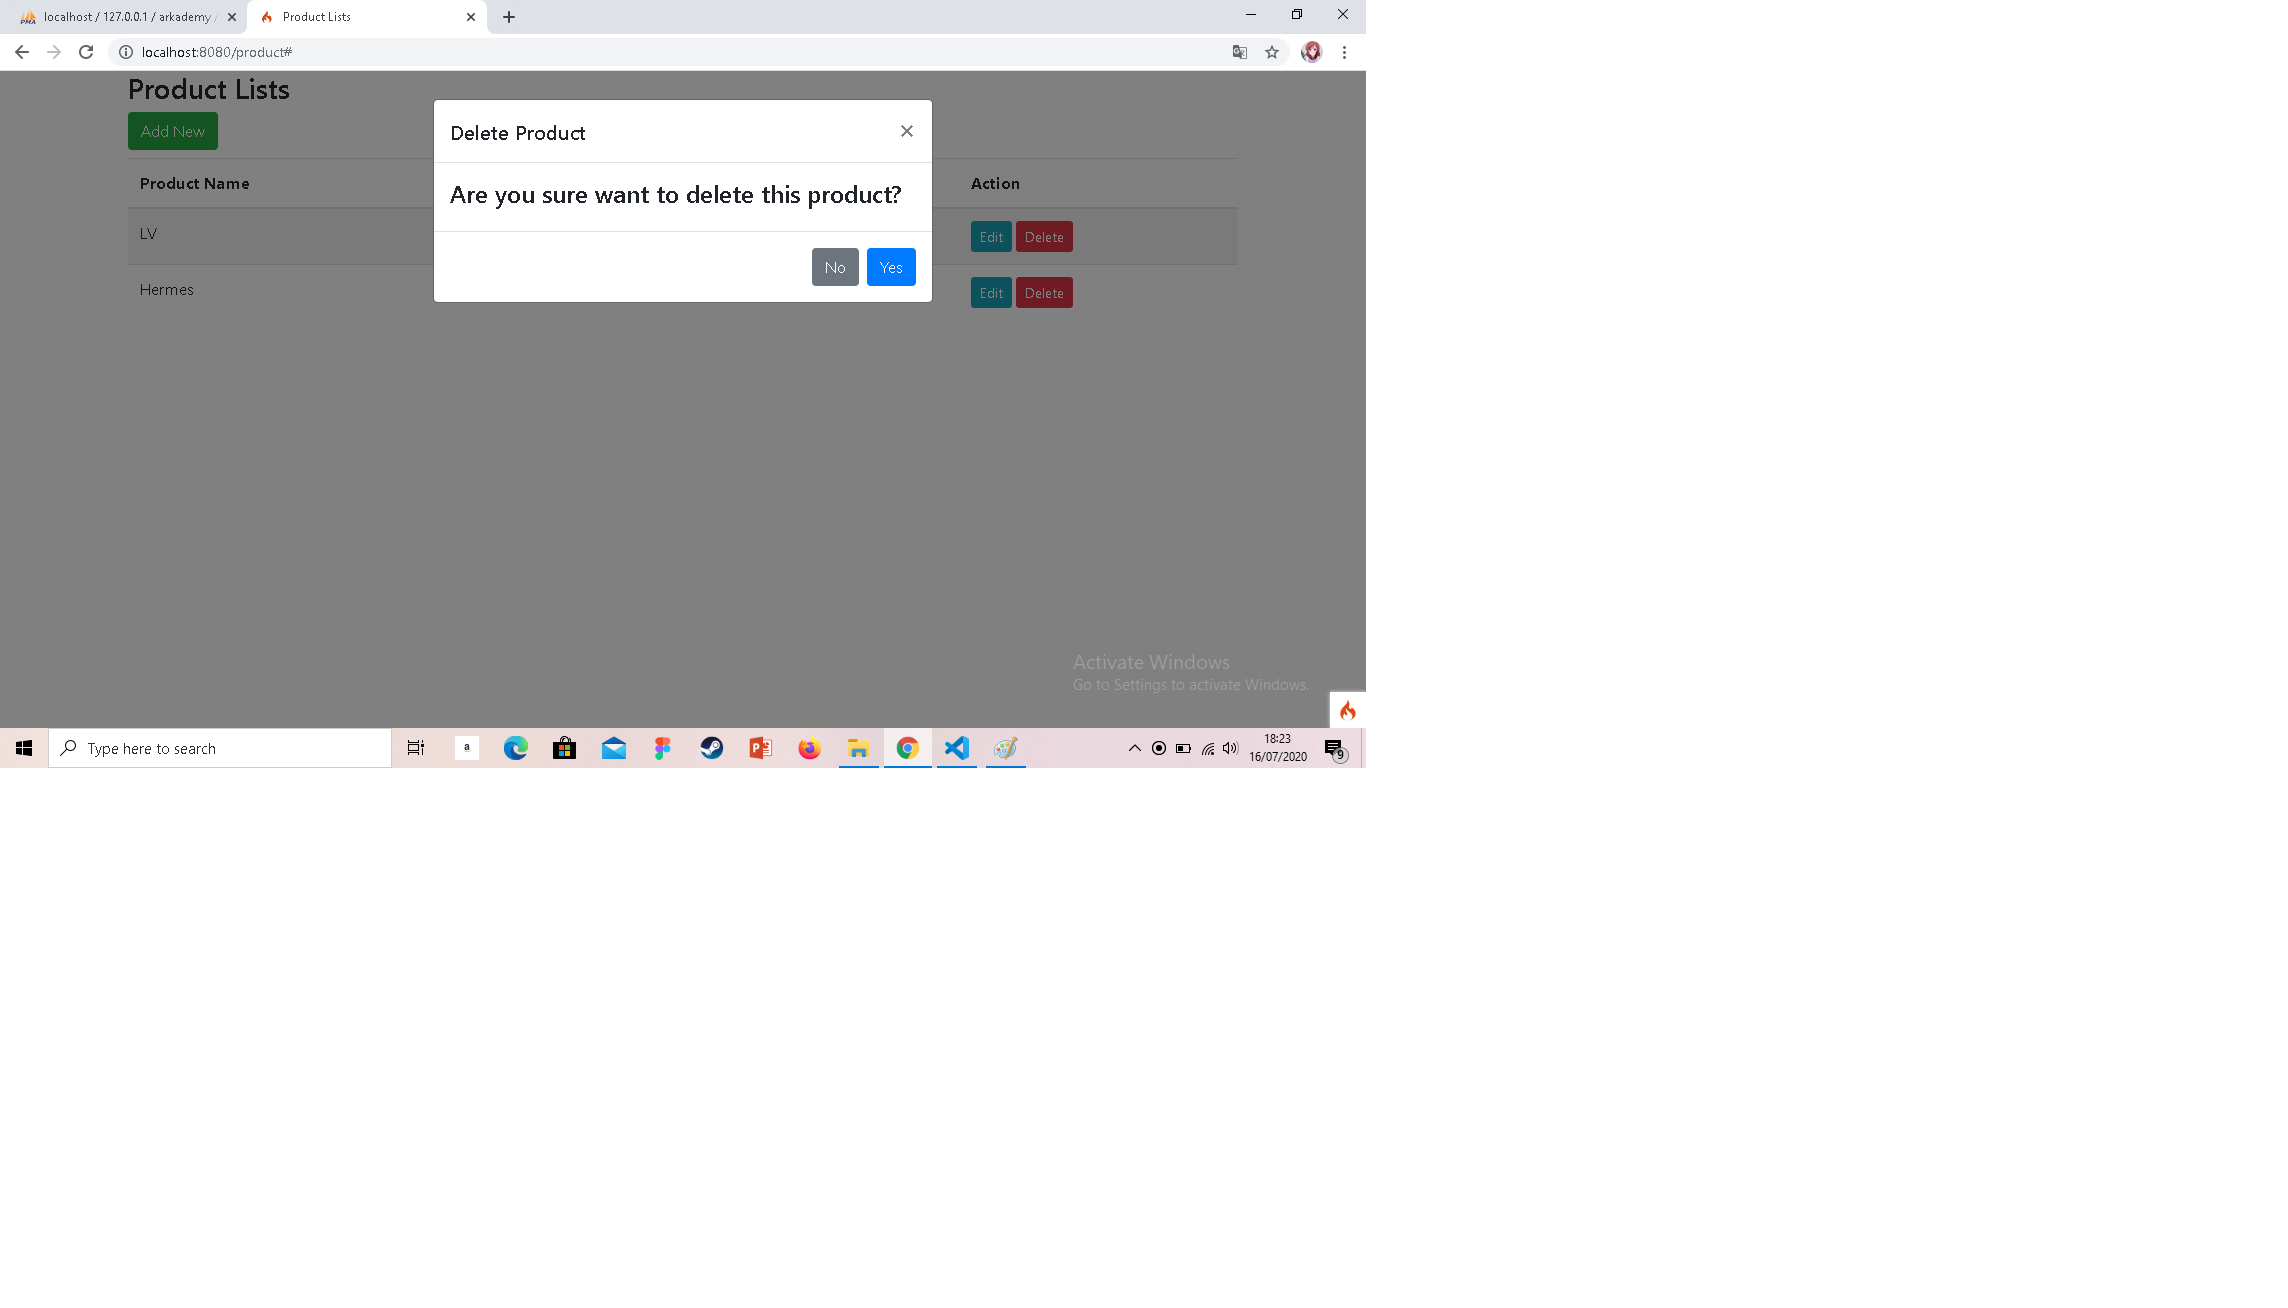 localhost / 127.0.0.1 / arkademy /
Product Lists
localhost:8080/product#
Product Lists
Add New
Delete Product
Are you sure want to delete this product?
No Yes
Product Name Action
LV Edit Delete
Hermes Edit Delete
Activate Windows
Go to Settings to activate Windows.
Type here to search
18:23
16/07/2020
9